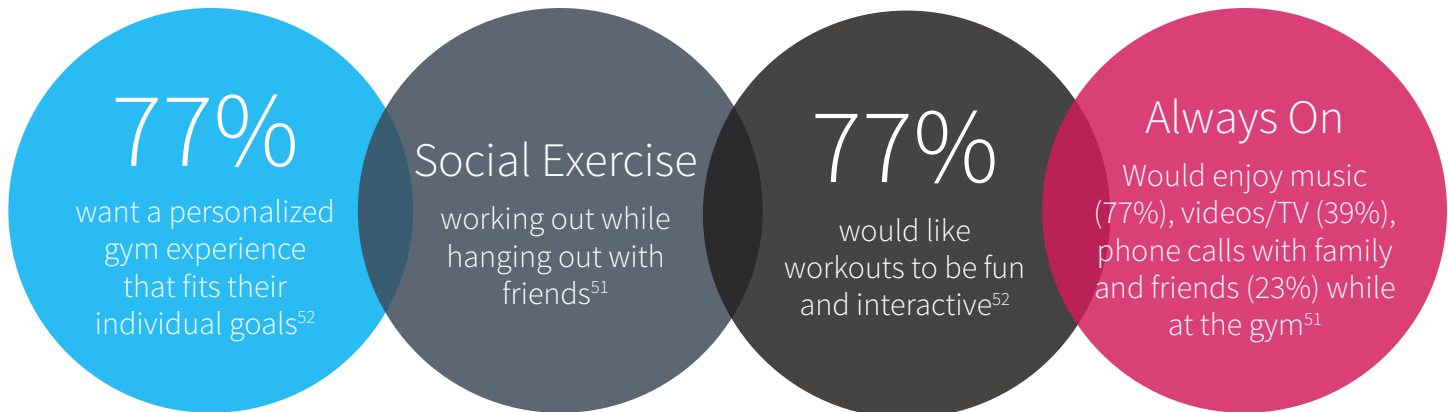 77%
want a personalized
gym experience
that fits their
individual goals52
Social Exercise
working out while
hanging out with
friends51
77%
would like
workouts to be fun
and interactive52
Always On
Would enjoy music
(77%), videos/TV (39%),
phone calls with family
and friends (23%) while
at the gym51